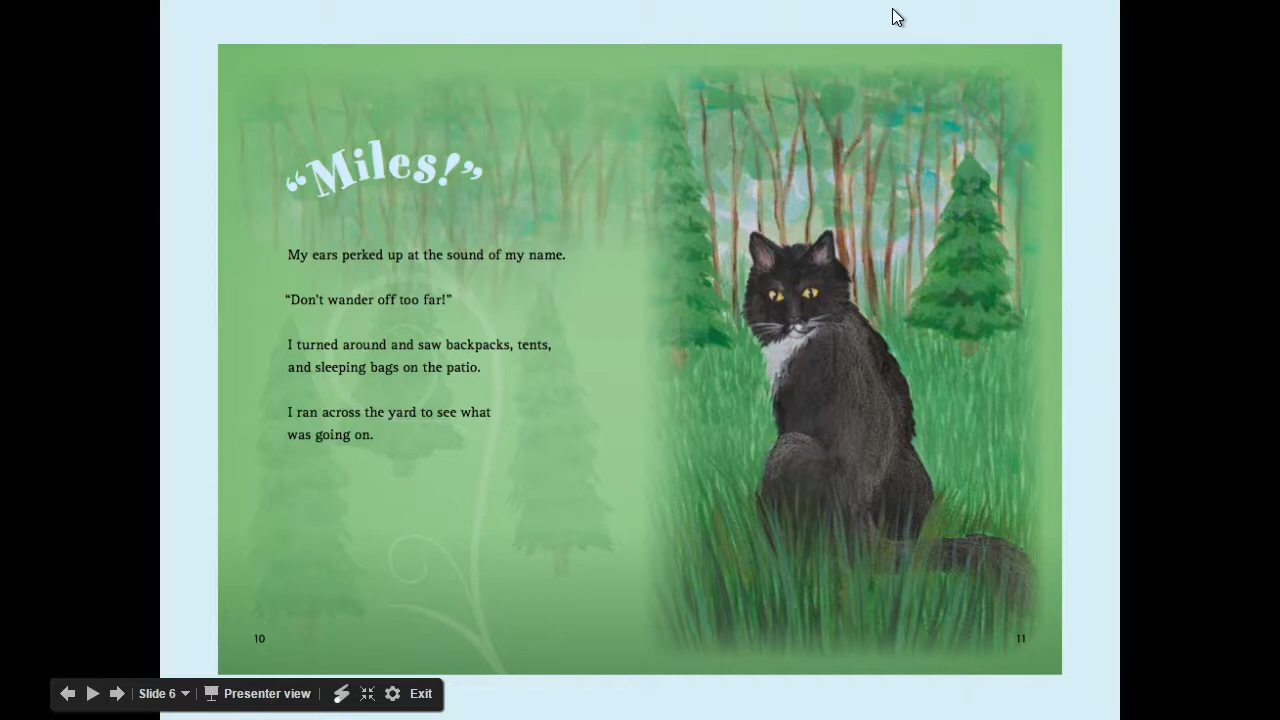 “Miles!”
My ears perked up at the sound of my name.
“Don't wander off too far!”
I turned around and saw backpacks, tents,
and sleeping bags on the patio.
I ran across the yard to see what
was going on.
10
11
Slide 6
Presenter view
Exit